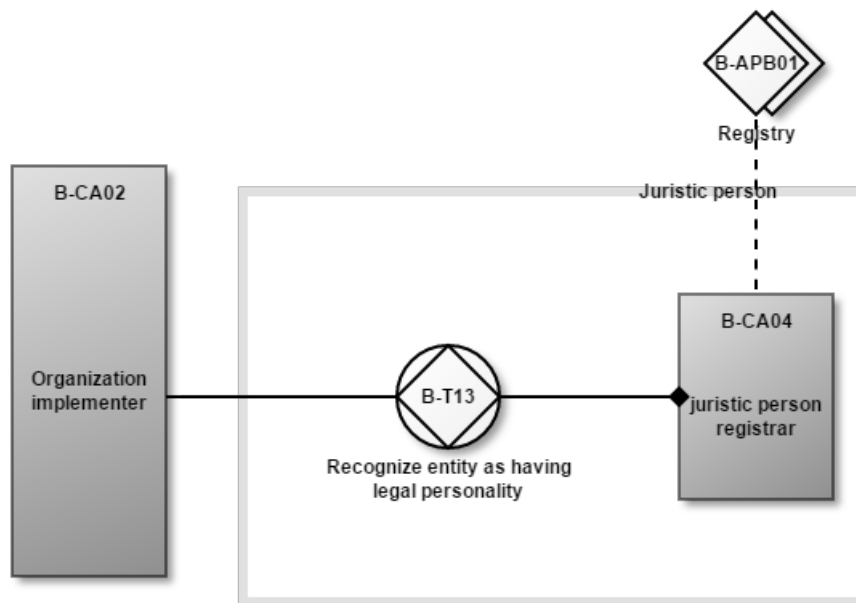 B-APB01
Registry
Juristic person
B-CA02
Organization
implementer
B-T13
Recognize entity as having
legal personality
B-CA04
juristic person
registrar